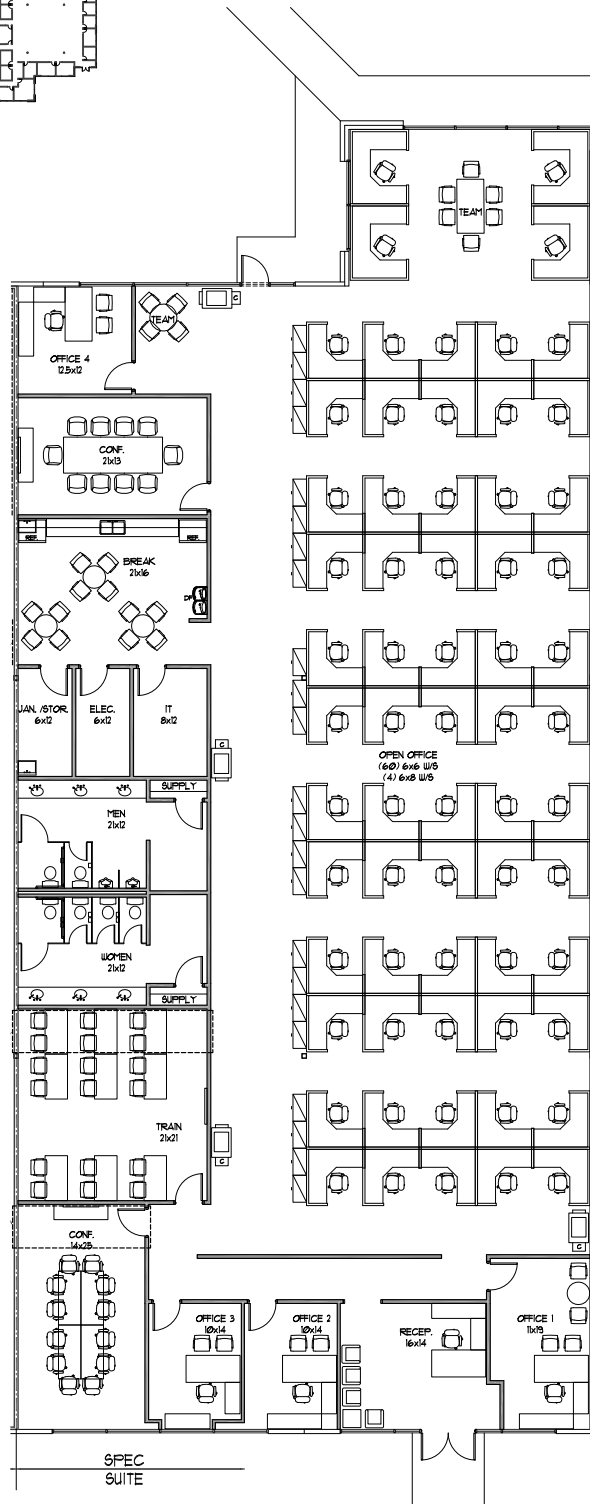 TEAM
C
TEAM
OFFICE 4
12.5x12
CONF.
21x13
REF.
REF.
BREAK
21x16
DF
JAN. /STOR.
6x12
ELEC.
6x12
IT
8x12
C
OPEN OFFICE
(60) 6x6 W/S
(4) 6x8 W/S
SUPPLY
MEN
21x12
WOMEN
21x12
SUPPLY
TRAIN
21x21
C
C
CONF.
14x25
OFFICE 3
10x14
OFFICE 2
10x14
RECEP.
16x14
OFFICE 1
11x19
SPEC
SUITE